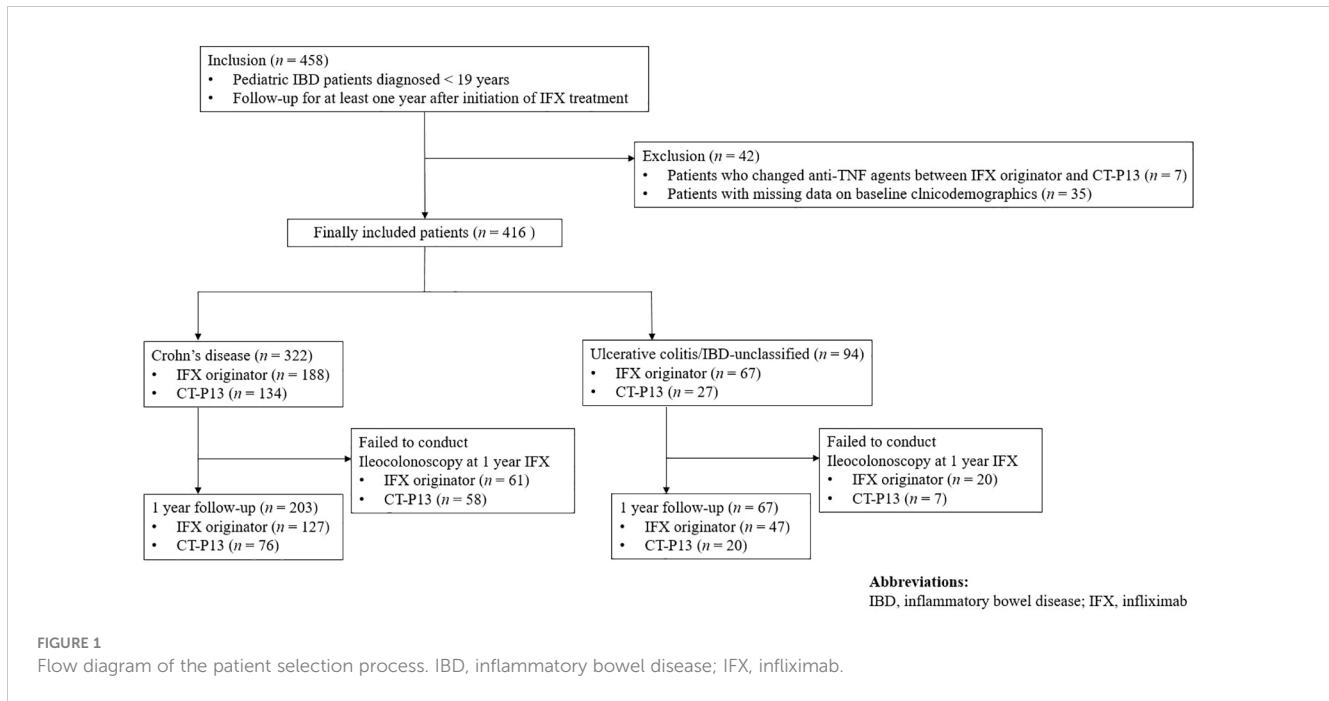 Inclusion (n = 458)
• Pediatric IBD patients diagnosed < 19 years
• Follow-up for at least one year after initiation of IFX treatment
Exclusion (n = 42)
• Patients who changed anti-TNF agents between IFX originator and CT-P13 (n = 7)
• Patients with missing data on baseline clnicodemographics (n = 35)
Finally included patients (n = 416 )
Crohn's disease (n = 322)
• IFX originator (n = 188)
• CT-P13 (n = 134)
Ulcerative colitis/IBD-unclassified (n = 94)
• IFX originator (n = 67)
• CT-P13 (n = 27)
Failed to conduct
Ileocolonoscopy at 1 year IFX
• IFX originator (n = 61)
• CT-P13 (n = 58)
Failed to conduct
Ileocolonoscopy at 1 year IFX
• IFX originator (n = 20)
• CT-P13 (n = 7)
1 year follow-up (n = 203)
• IFX originator (n = 127)
• CT-P13 (n = 76)
1 year follow-up (n = 67)
• IFX originator (n = 47)
• CT-P13 (n = 20)
Abbreviations:
IBD, inflammatory bowel disease; IFX, infliximab
FIGURE 1
Flow diagram of the patient selection process. IBD, inflammatory bowel disease; IFX, infliximab.